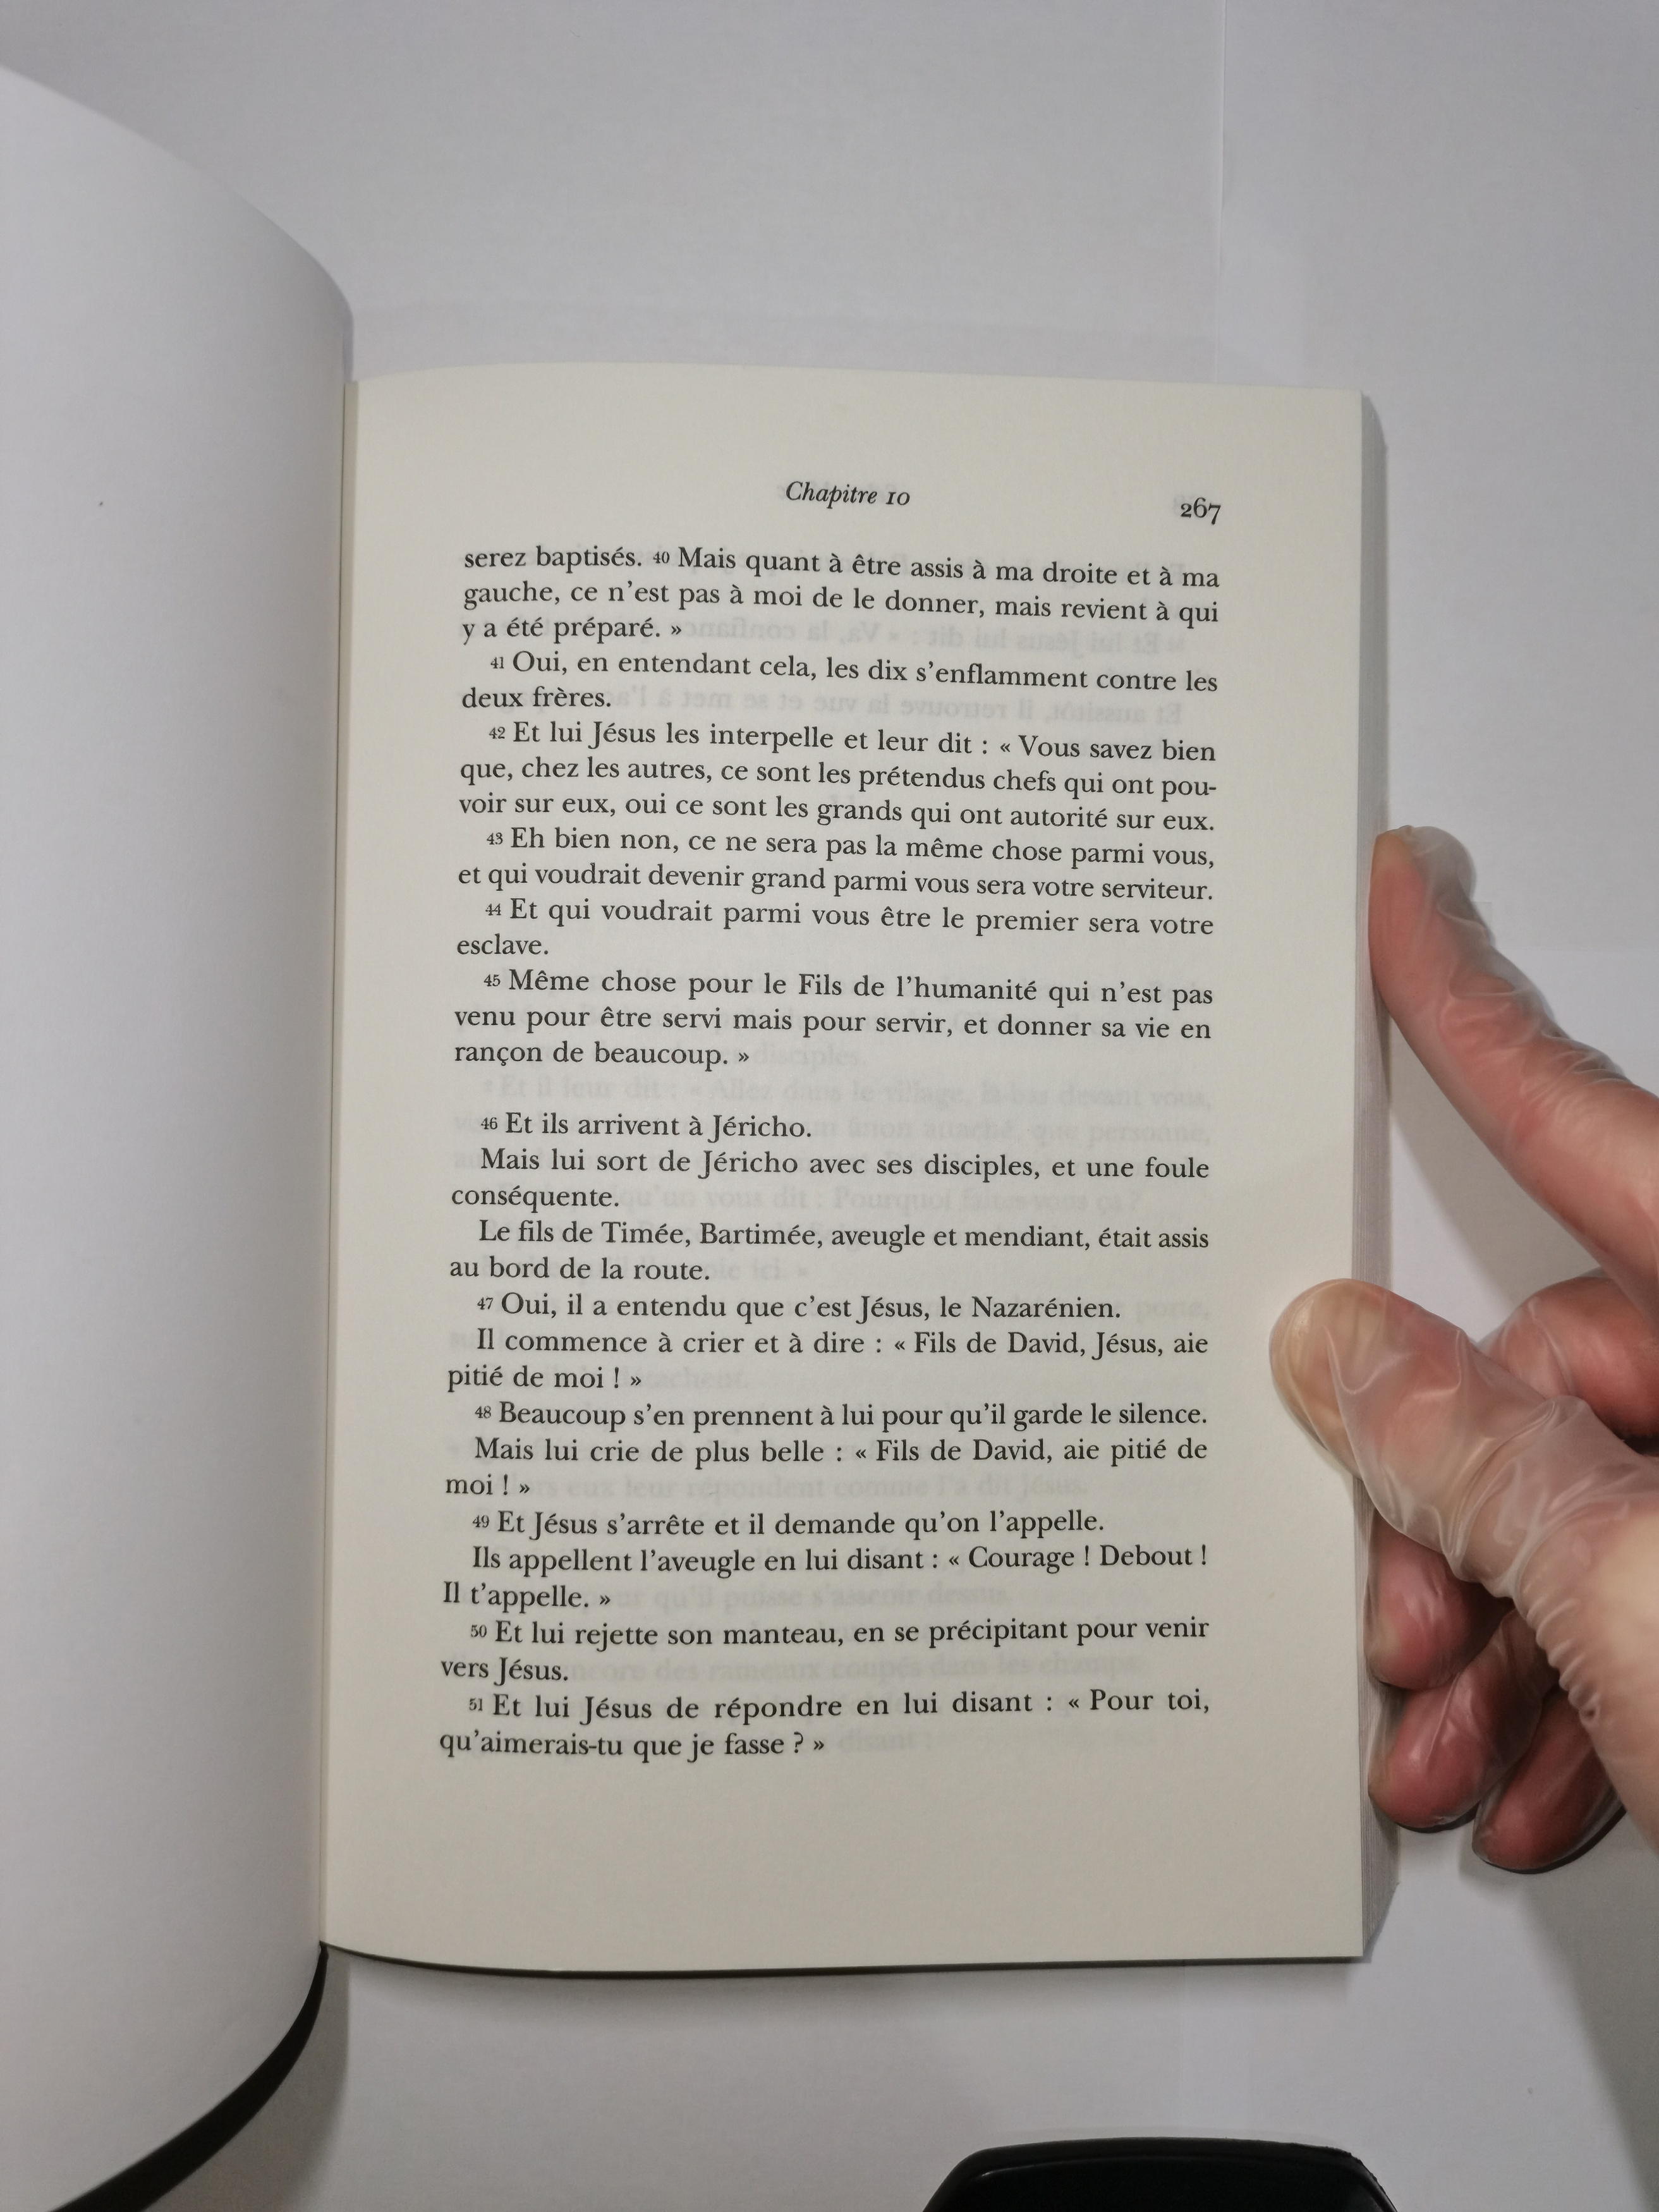 Chapitre 10
267
serez baptisés. 40 Mais quant à être assis à ma droite et à ma
gauche, ce n’est pas à moi de le donner, mais revient à qui
y a été préparé. »
41 Oui, en entendant cela, les dix s’enflamment contre les
deux frères.
42 Et lui Jésus les interpelle et leur dit : « Vous savez bien
que, chez les autres, ce sont les prétendus chefs qui ont pou-
voir sur eux, oui ce sont les grands qui ont autorité sur eux.
43 Eh bien non, ce ne sera pas la même chose parmi vous,
et qui voudrait devenir grand parmi vous sera votre serviteur.
44 Et qui voudrait parmi vous être le premier sera votre
esclave.
45 Même chose pour le Fils de l’humanité qui n’est pas
venu pour être servi mais pour servir, et donner sa vie en
rançon de beaucoup. »
46 Et ils arrivent à Jéricho.
Mais lui sort de Jéricho avec ses disciples, et une foule
conséquente.
Le fils de Timée, Bartimée, aveugle et mendiant, était assis
au bord de la route.
47 Oui, il a entendu que c’est Jésus, le Nazarénien.
Il commence à crier et à dire : « Fils de David, Jésus, aie
pitié de moi ! »
48 Beaucoup s’en prennent à lui pour qu’il garde le silence.
Mais lui crie de plus belle : « Fils de David, aie pitié de
moi ! »
49 Et Jésus s’arrête et il demande qu’on l’appelle.
Ils appellent l’aveugle en lui disant : « Courage ! Debout !
Il t’appelle. »
50 Et lui rejette son manteau, en se précipitant pour venir
vers Jésus.
51 Et lui Jésus de répondre en lui disant : « Pour toi,
qu’aimerais-tu que je fasse ? »